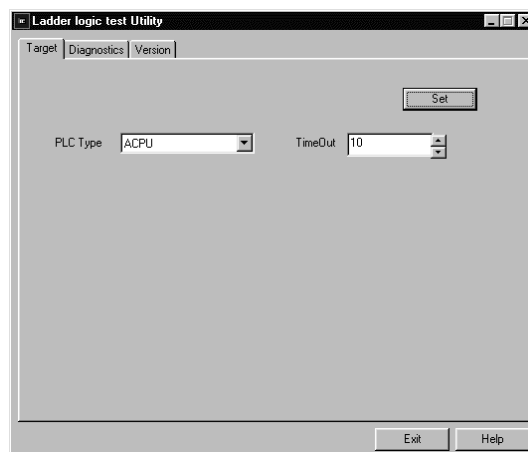 Ladder logic test Utility
Target Diagnostics Version
Set
PLC Type ACPU TimeOut 10
Exit Help